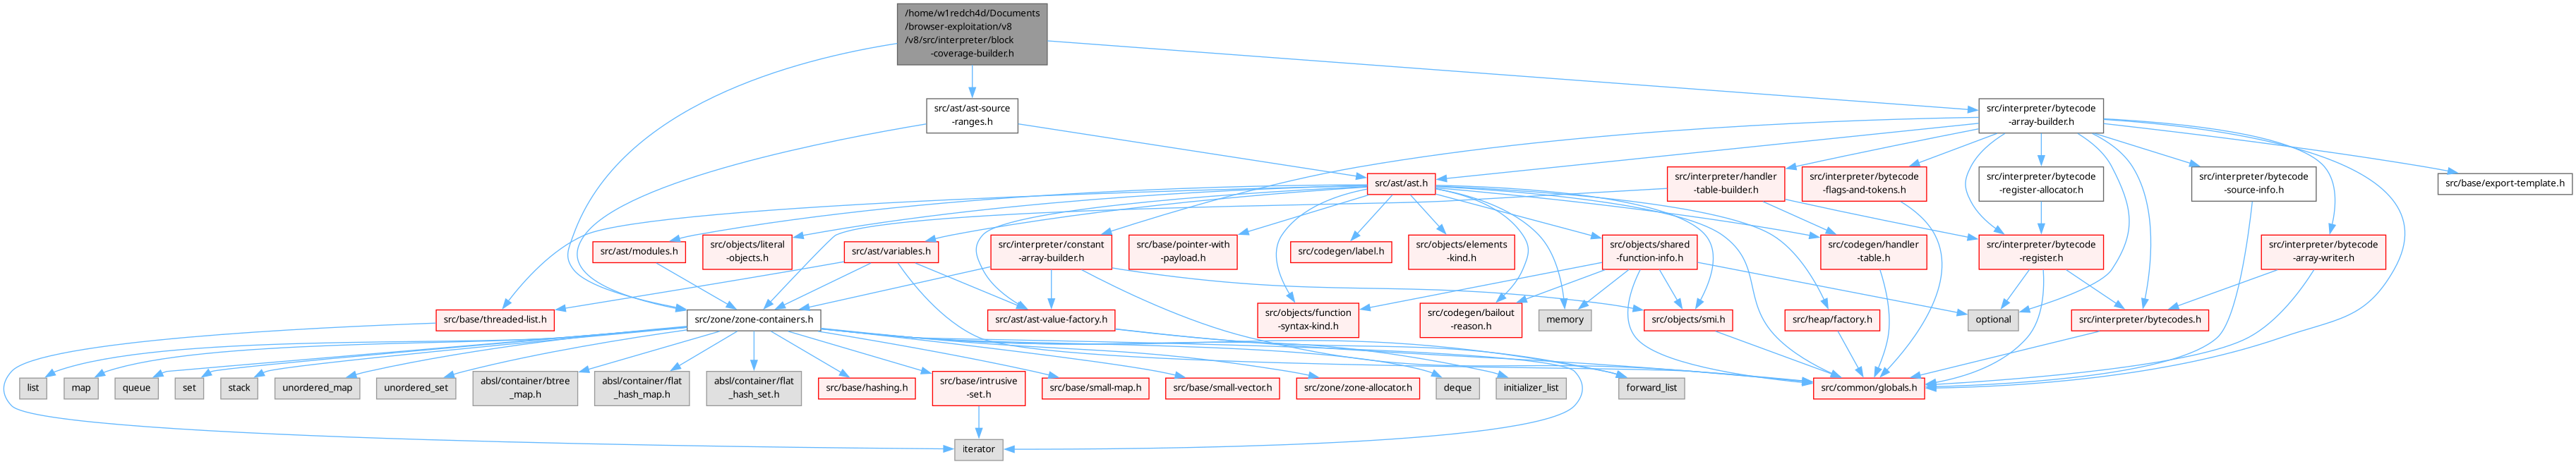 /home/w1redch4d/Documents
/browser-exploitation/v8
/v8/src/interpreter/block
-coverage-builder.h
src/ast/ast-source
-ranges.h
src/interpreter/bytecode
-array-builder.h
src/ast/ast.h
src/interpreter/handler
-table-builder.h
src/interpreter/bytecode
-flags-and-tokens.h
src/interpreter/bytecode
-register-allocator.h
src/interpreter/bytecode
-source-info.h
src/base/export-template.h
src/ast/modules.h
src/objects/literal
-objects.h
src/ast/variables.h
src/interpreter/constant
-array-builder.h
src/base/pointer-with
-payload.h
src/codegen/label.h
src/objects/elements
-kind.h
src/objects/shared
-function-info.h
src/codegen/handler
-table.h
src/interpreter/bytecode
-register.h
src/interpreter/bytecode
-array-writer.h
src/base/threaded-list.h
src/zone/zone-containers.h
src/ast/ast-value-factory.h
src/objects/function
-syntax-kind.h
src/codegen/bailout
-reason.h
memory
src/objects/smi.h
src/heap/factory.h
optional
src/interpreter/bytecodes.h
list
map
queue
set
stack
unordered_map
unordered_set
absl/container/btree
_map.h
absl/container/flat
_hash_map.h
absl/container/flat
_hash_set.h
src/base/hashing.h
src/base/intrusive
-set.h
src/base/small-map.h
src/base/small-vector.h
src/zone/zone-allocator.h
deque
initializer_list
forward_list
src/common/globals.h
iterator